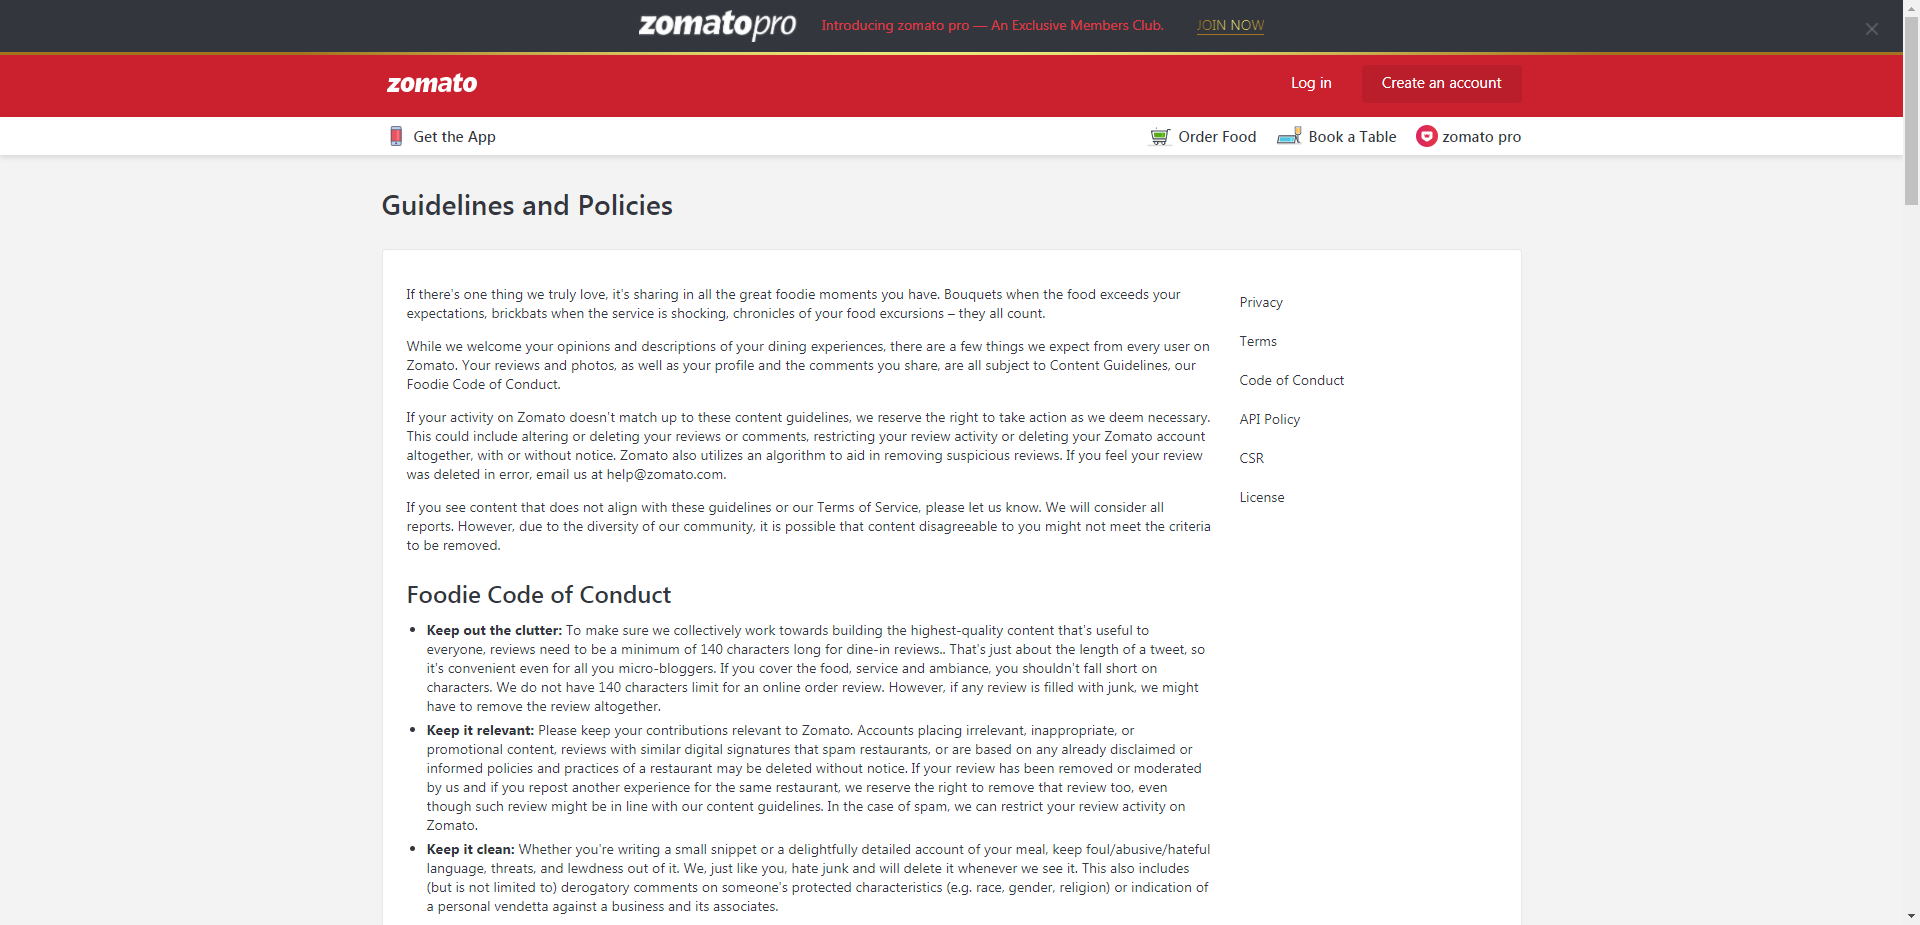 zomatopro Introducing zomato pro — An Exclusive Members Club. JOIN NOW
zomato Log in Create an account
Get the App Order Food Book a Table zomato pro
Guidelines and Policies
If there's one thing we truly love, it's sharing in all the great foodie moments you have. Bouquets when the food exceeds your
expectations, brickbats when the service is shocking, chronicles of your food excursions – they all count.
While we welcome your opinions and descriptions of your dining experiences, there are a few things we expect from every user on
Zomato. Your reviews and photos, as well as your profile and the comments you share, are all subject to Content Guidelines, our
Foodie Code of Conduct.
If your activity on Zomato doesn't match up to these content guidelines, we reserve the right to take action as we deem necessary.
This could include altering or deleting your reviews or comments, restricting your review activity or deleting your Zomato account
altogether, with or without notice. Zomato also utilizes an algorithm to aid in removing suspicious reviews. If you feel your review
was deleted in error, email us at help@zomato.com.
If you see content that does not align with these guidelines or our Terms of Service, please let us know. We will consider all
reports. However, due to the diversity of our community, it is possible that content disagreeable to you might not meet the criteria
to be removed.
Foodie Code of Conduct
• Keep out the clutter: To make sure we collectively work towards building the highest-quality content that's useful to
everyone, reviews need to be a minimum of 140 characters long for dine-in reviews.. That's just about the length of a tweet, so
it's convenient even for all you micro-bloggers. If you cover the food, service and ambiance, you shouldn't fall short on
characters. We do not have 140 characters limit for an online order review. However, if any review is filled with junk, we might
have to remove the review altogether.
• Keep it relevant: Please keep your contributions relevant to Zomato. Accounts placing irrelevant, inappropriate, or
promotional content, reviews with similar digital signatures that spam restaurants, or are based on any already disclaimed or
informed policies and practices of a restaurant may be deleted without notice. If your review has been removed or moderated
by us and if you repost another experience for the same restaurant, we reserve the right to remove that review too, even
though such review might be in line with our content guidelines. In the case of spam, we can restrict your review activity on
Zomato.
• Keep it clean: Whether you're writing a small snippet or a delightfully detailed account of your meal, keep foul/abusive/hateful
language, threats, and lewdness out of it. We, just like you, hate junk and will delete it whenever we see it. This also includes
(but is not limited to) derogatory comments on someone's protected characteristics (e.g. race, gender, religion) or indication of
a personal vendetta against a business and its associates.
Privacy
Terms
Code of Conduct
API Policy
CSR
License